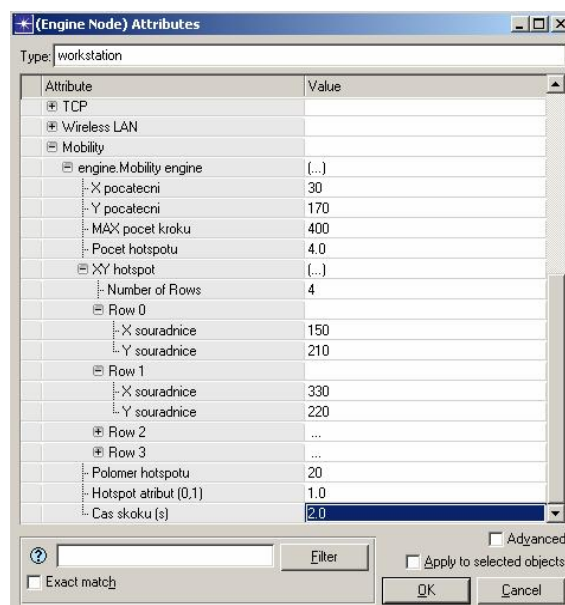 (Engine Node) Attributes
Type: workstation
Attribute Value
TCP
Wireless LAN
Mobility
engine.Mobility engine (...)
X pocatecni 30
Y pocatecni 170
MAX pocet kroku 400
Pocet hotspotu 4.0
XY hotspot (...)
Number of Rows 4
Row 0
X souradnice 150
Y souradnice 210
Row 1
X souradnice 330
Y souradnice 220
Row 2 ...
Row 3 ...
Polomer hotspotu 20
Hotspot atribut (0,1) 1.0
Cas skoku (s) 2.0
Advanced
Filter Apply to selected objects
Exact match
OK Cancel